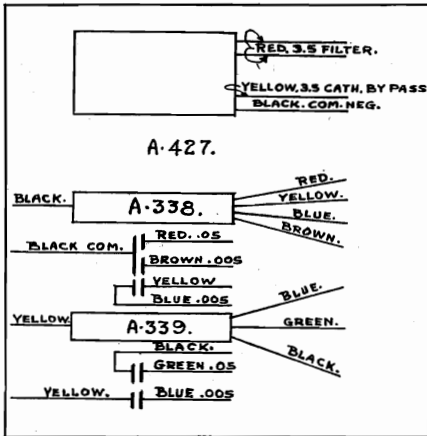 RED, 3.5 FILTER.
YELLOW, 3.5 CATH. BY PASS
BLACK. COM. NEG.
A·427.
RED.
YELLOW.
BLACK.
A·338.
BLUE.
BROWN.
RED. .05
BLACK COM.
BROWN .005
YELLOW
BLUE .005
BLUE.
YELLOW.
A·339.
GREEN.
BLACK.
BLACK.
GREEN .05
YELLOW.
BLUE .005